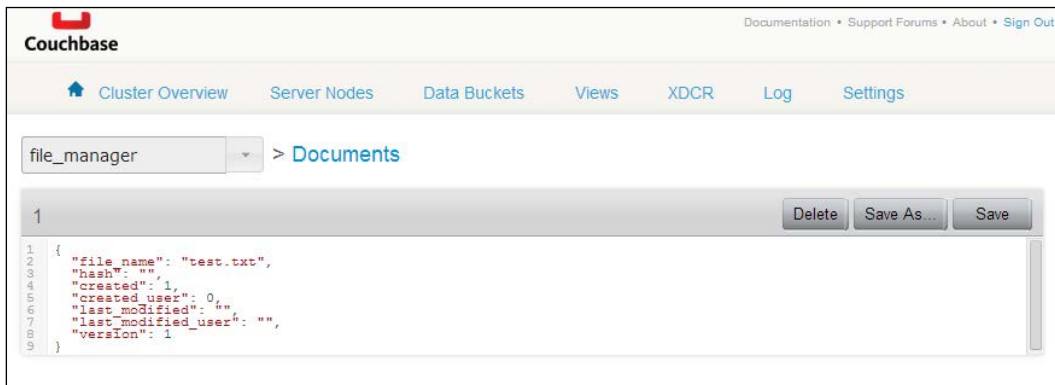 Couchbase
Documentation • Support Forums • About • Sign Out
Cluster Overview Server Nodes Data Buckets Views XDCR Log Settings
file_manager > Documents
1 Delete Save As... Save
1 {
2 "file_name": "test.txt",
3 "hash": "",
4 "created": 1,
5 "created_user": 0,
6 "last_modified": "",
7 "last_modified_user": "",
8 "version": 1
9 }